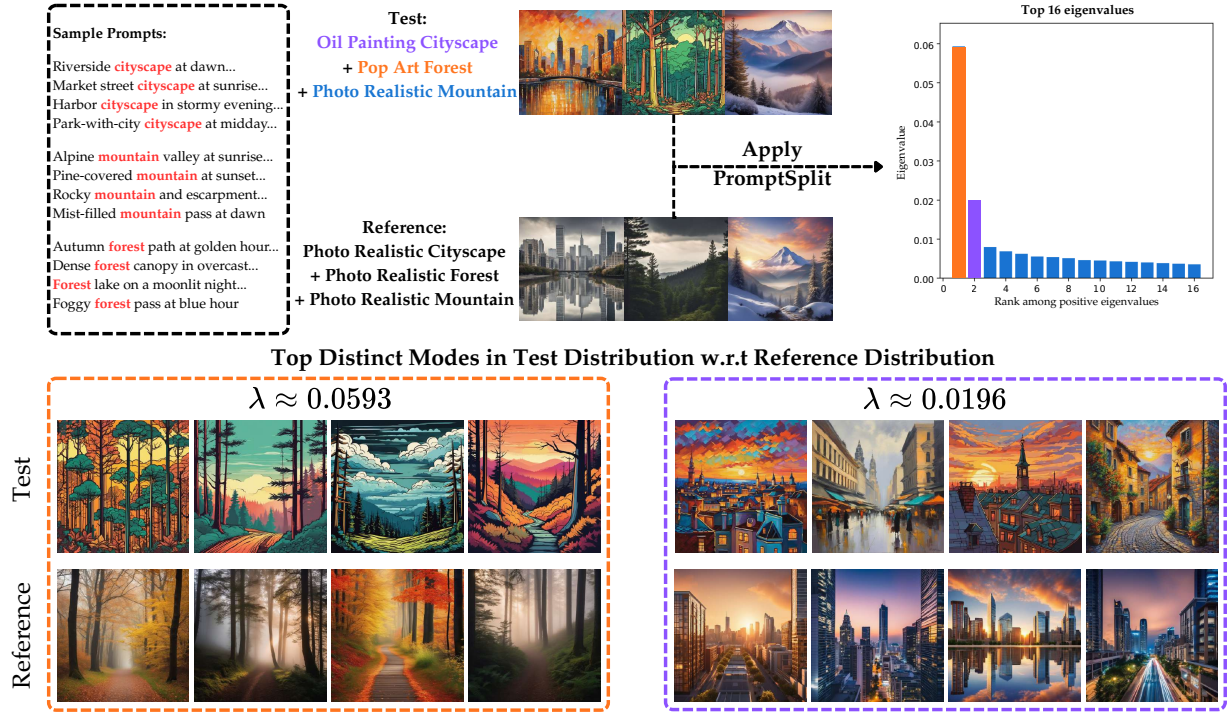 Sample Prompts:
Riverside cityscape at dawn...
Market street cityscape at sunrise...
Harbor cityscape in stormy evening...
Park-with-city cityscape at midday...
Alpine mountain valley at sunrise...
Pine-covered mountain at sunset...
Rocky mountain and escarpment...
Mist-filled mountain pass at dawn
Autumn forest path at golden hour...
Dense forest canopy in overcast...
Forest lake on a moonlit night...
Foggy forest pass at blue hour
Test:
Oil Painting Cityscape
+ Pop Art Forest
+ Photo Realistic Mountain
Reference:
Photo Realistic Cityscape
+ Photo Realistic Forest
+ Photo Realistic Mountain
Apply
PromptSplit
Top 16 eigenvalues
Eigenvalue
0.06
0.05
0.04
0.03
0.02
0.01
0.00
0 2 4 6 8 10 12 14 16
Rank among positive eigenvalues
Top Distinct Modes in Test Distribution w.r.t Reference Distribution
λ ≈ 0.0593
λ ≈ 0.0196
Test
Reference